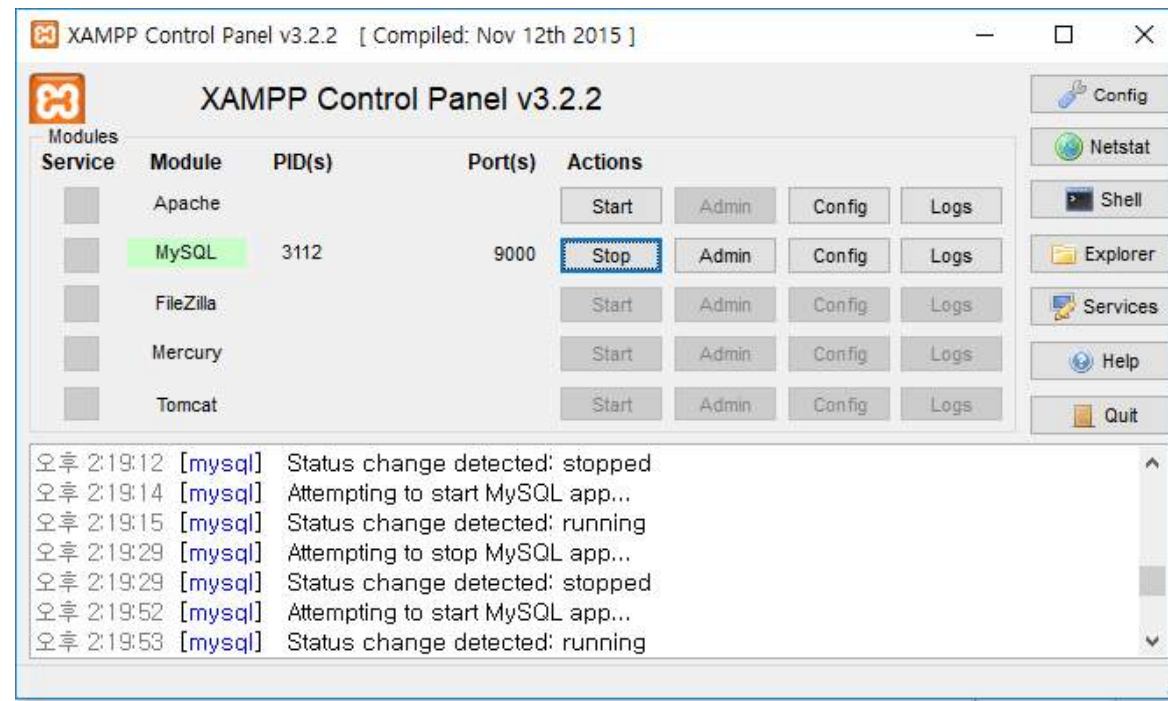 XAMPP Control Panel v3.2.2 [ Compiled: Nov 12th 2015 ]
XAMPP Control Panel v3.2.2
Config
Modules
Netstat
Service Module PID(s) Port(s) Actions
Apache Start Admin Config Logs
Shell
MySQL 3112 9000 Stop Admin Config Logs
Explorer
FileZilla Start Admin Config Logs
Services
Mercury Start Admin Config Logs
Help
Tomcat Start Admin Config Logs
Quit
오후 2:19:12 [mysql] Status change detected: stopped
오후 2:19:14 [mysql] Attempting to start MySQL app...
오후 2:19:15 [mysql] Status change detected: running
오후 2:19:29 [mysql] Attempting to stop MySQL app...
오후 2:19:29 [mysql] Status change detected: stopped
오후 2:19:52 [mysql] Attempting to start MySQL app...
오후 2:19:53 [mysql] Status change detected: running